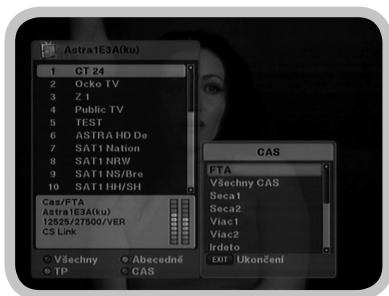 Astra1E3A(ku)
1 CT 24
2 Ocko TV
3 Z 1
4 Public TV
5 TEST
6 ASTRA HD De
7 SAT1 Nation
8 SAT1 NRW
9 SAT1 NS/Bre
10 SAT1 HH/SH
Cas/FTA
Astra1E3A(ku)
12525/27500/VER
CS Link
Všechny
Abecedně
TP
CAS
CAS
FTA
Všechny CAS
Seca1
Seca2
Viac1
Viac2
Irdeto
EXIT Ukončení